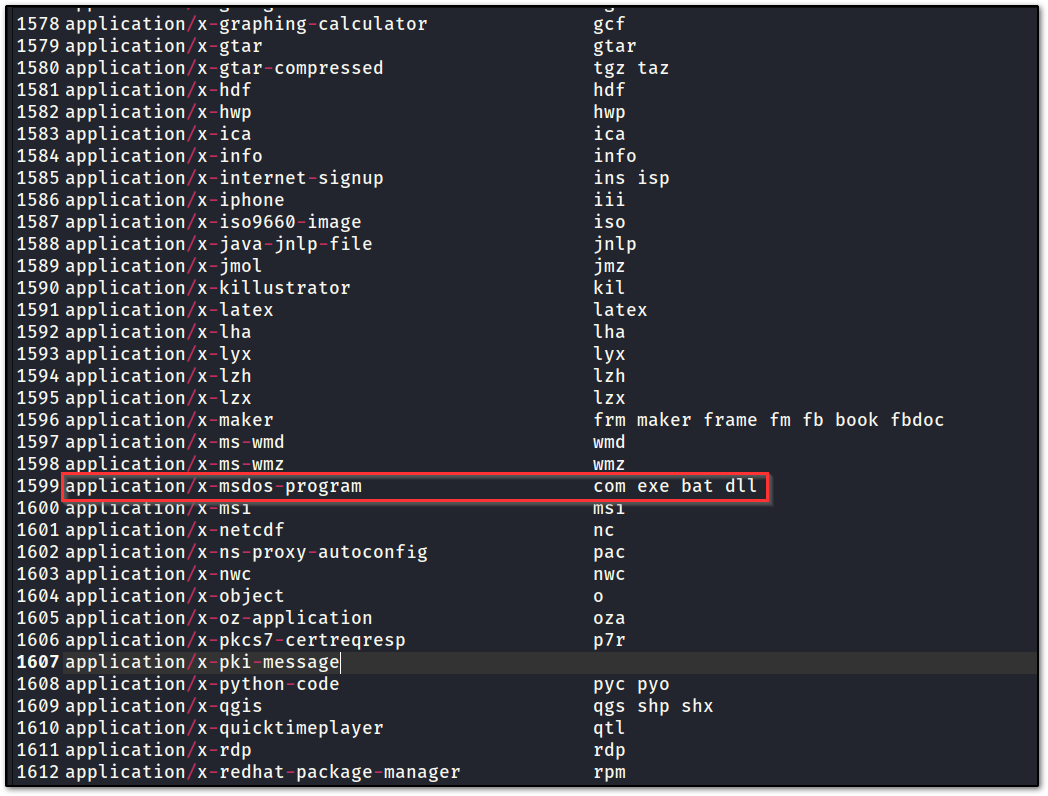 1578 application/x-graphing-calculator gcf
1579 application/x-gtar gtar
1580 application/x-gtar-compressed tgz taz
1581 application/x-hdf hdf
1582 application/x-hwp hwp
1583 application/x-ica ica
1584 application/x-info info
1585 application/x-internet-signup ins isp
1586 application/x-iphone iii
1587 application/x-iso9660-image iso
1588 application/x-java-jnlp-file jnlp
1589 application/x-jmol jmz
1590 application/x-killustrator kil
1591 application/x-latex latex
1592 application/x-lha lha
1593 application/x-lyx lyx
1594 application/x-lzh lzh
1595 application/x-lzx lzx
1596 application/x-maker frm maker frame fm fb book fbdoc
1597 application/x-ms-wmd wmd
1598 application/x-ms-wmz wmz
1599 application/x-msdos-program com exe bat dll
1600 application/x-msi msi
1601 application/x-netcdf nc
1602 application/x-ns-proxy-autoconfig pac
1603 application/x-nwc nwc
1604 application/x-object o
1605 application/x-oz-application oza
1606 application/x-pkcs7-certreqresp p7r
1607 application/x-pki-message
1608 application/x-python-code pyc pyo
1609 application/x-qgis qgs shp shx
1610 application/x-quicktimeplayer qtl
1611 application/x-rdp rdp
1612 application/x-redhat-package-manager rpm